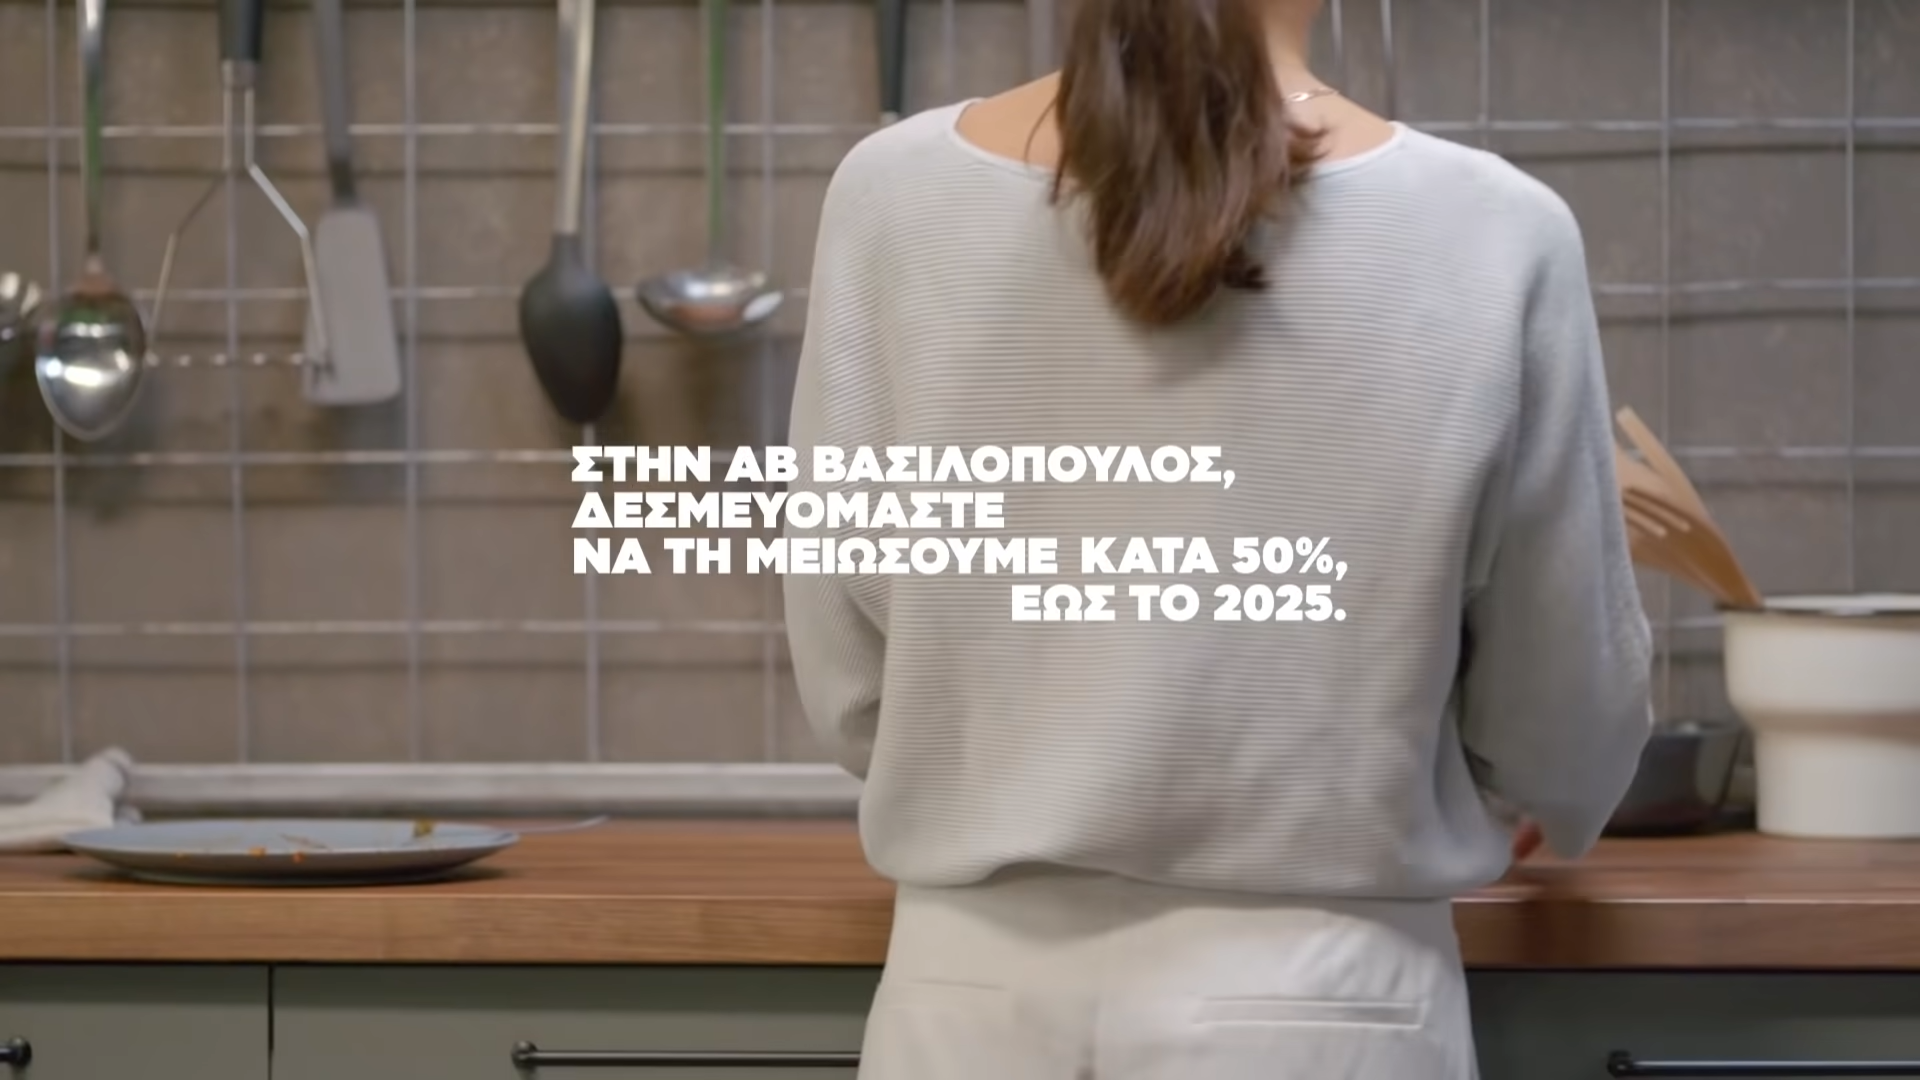 ΣΤΗΝ ΑΒ ΒΑΣΙΛΟΠΟΥΛΟΣ,
ΔΕΣΜΕΥΟΜΑΣΤΕ
ΝΑ ΤΗ ΜΕΙΩΣΟΥΜΕ ΚΑΤΑ 50%,
ΕΩΣ ΤΟ 2025.